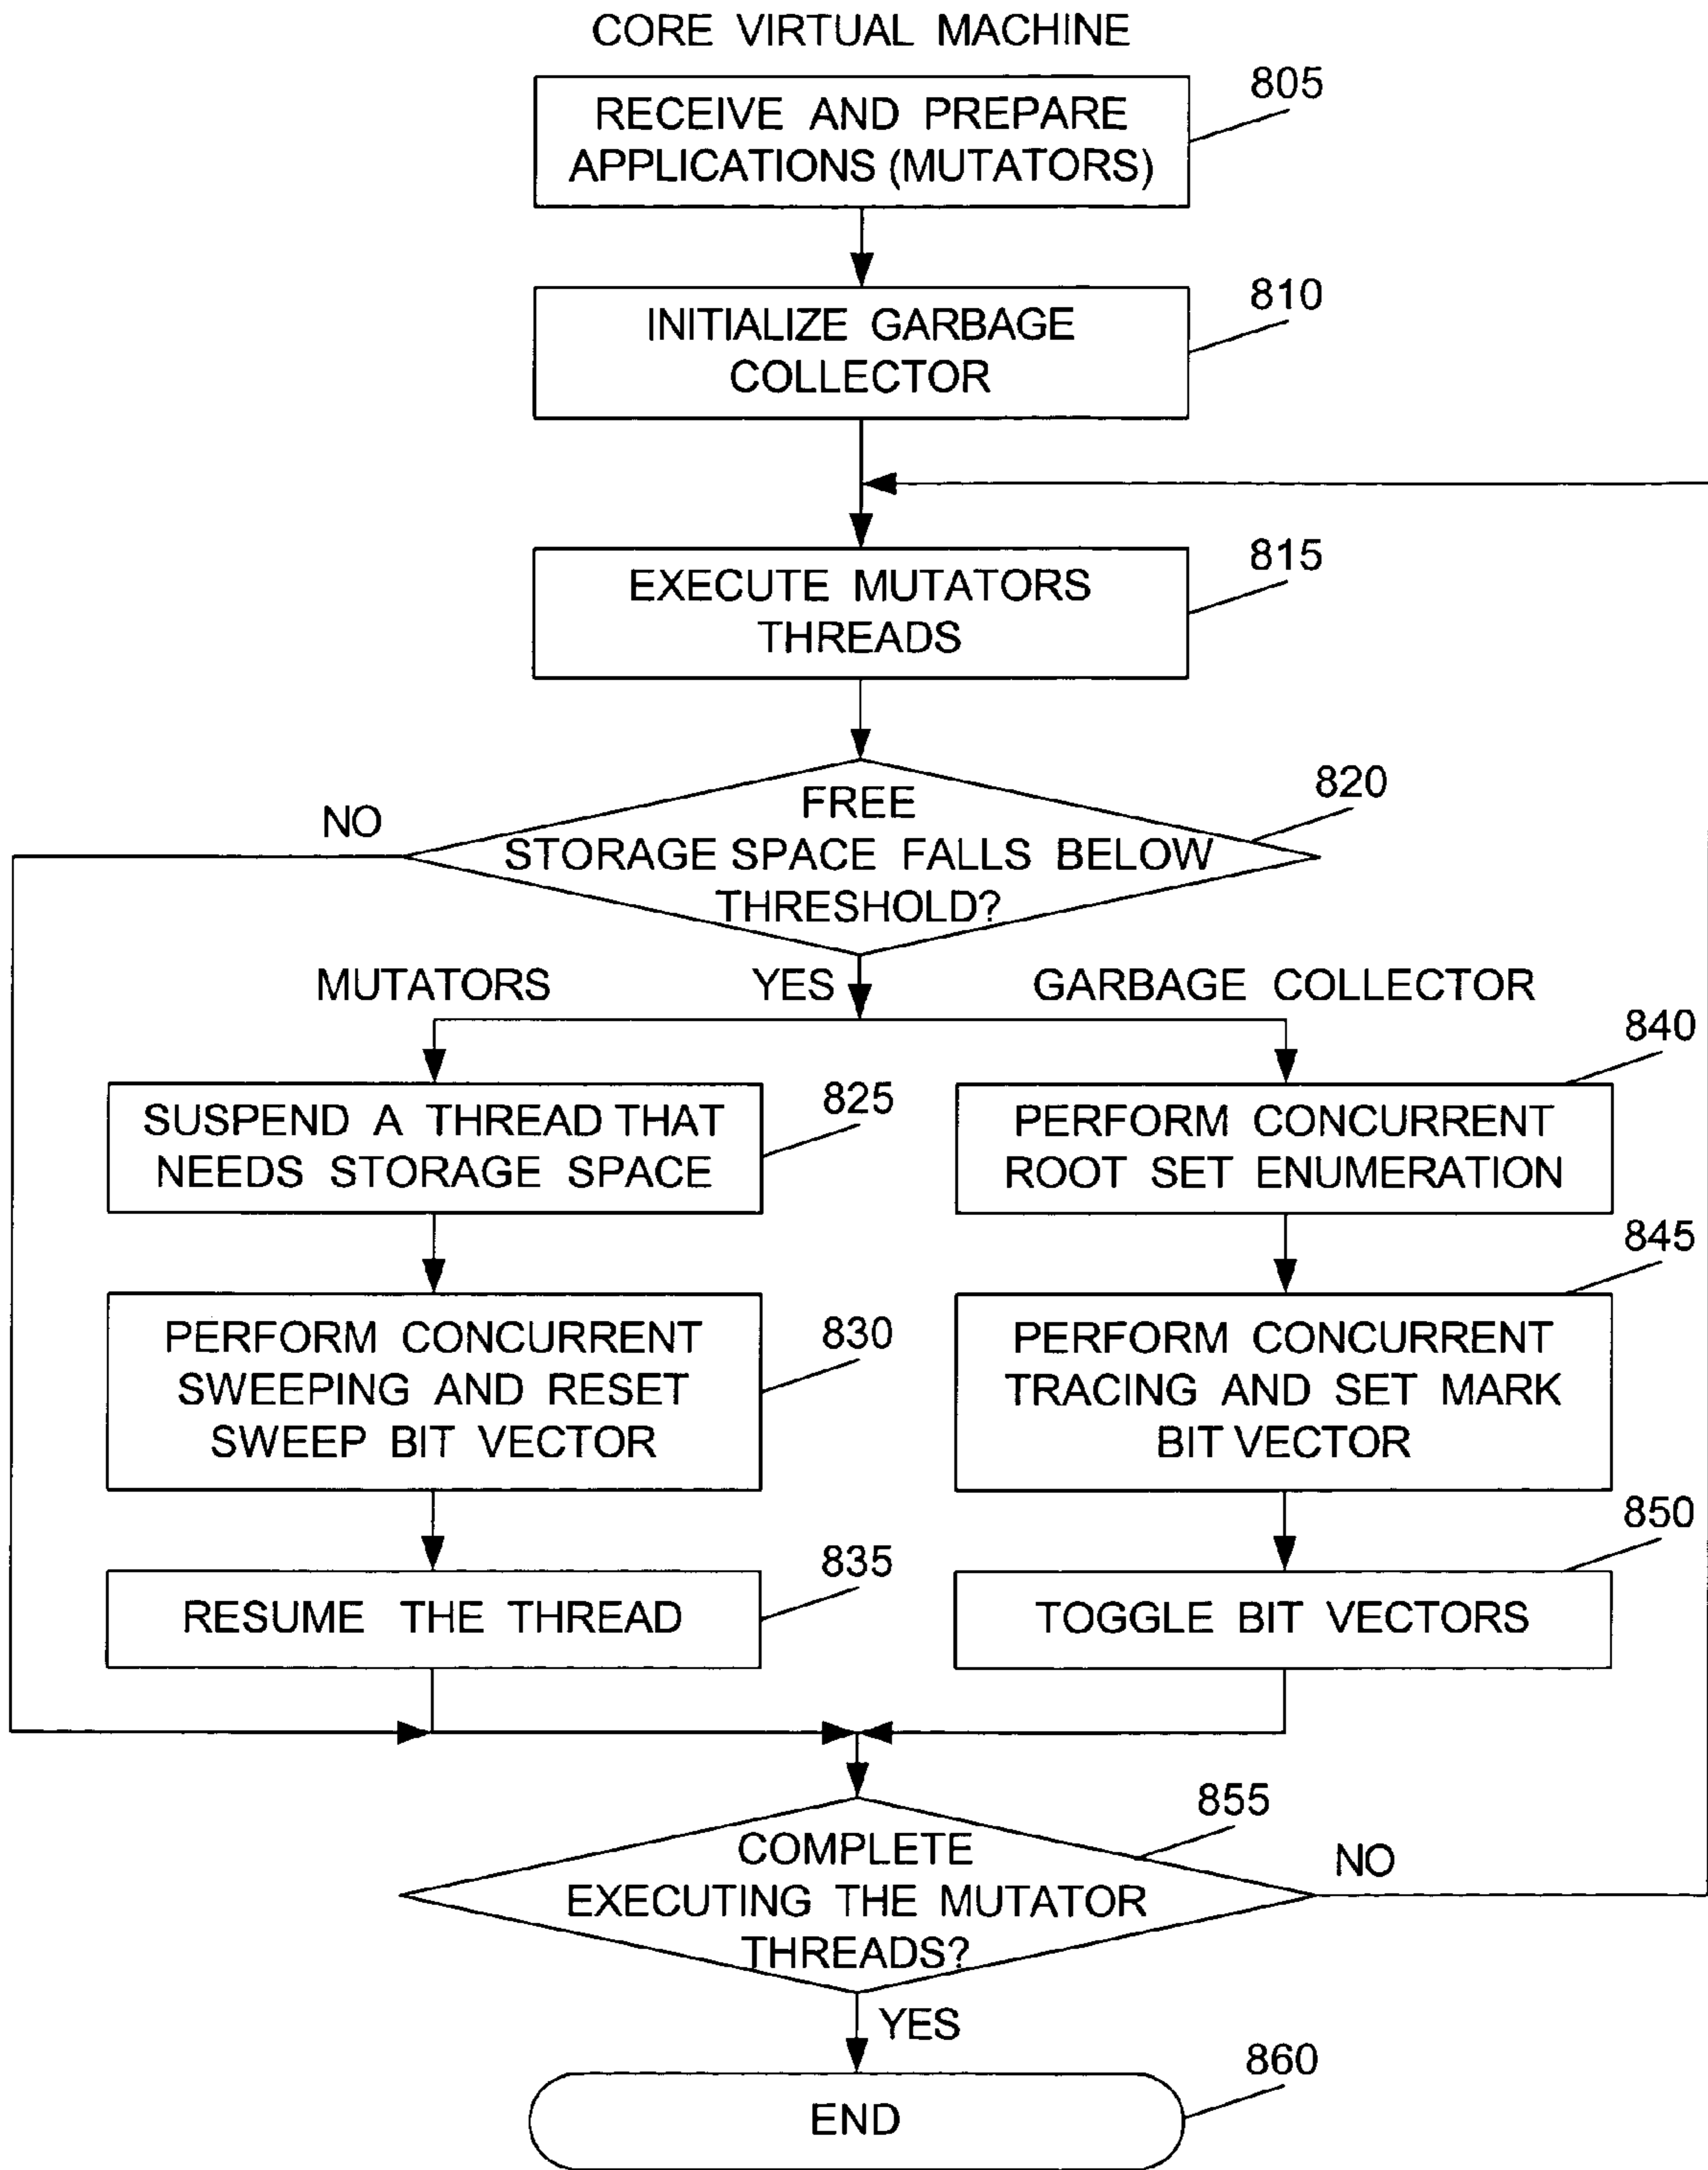 CORE VIRTUAL MACHINE
805
RECEIVE AND PREPARE
APPLICATIONS (MUTATORS)
810
INITIALIZE GARBAGE
COLLECTOR
815
EXECUTE MUTATORS
THREADS
820
NO
FREE
STORAGE SPACE FALLS BELOW
THRESHOLD?
MUTATORS
YES
GARBAGE COLLECTOR
825
SUSPEND A THREAD THAT
NEEDS STORAGE SPACE
830
PERFORM CONCURRENT
SWEEPING AND RESET
SWEEP BIT VECTOR
835
RESUME THE THREAD
840
PERFORM CONCURRENT
ROOT SET ENUMERATION
845
PERFORM CONCURRENT
TRACING AND SET MARK
BIT VECTOR
850
TOGGLE BIT VECTORS
855
COMPLETE
EXECUTING THE MUTATOR
THREADS?
NO
YES
860
END